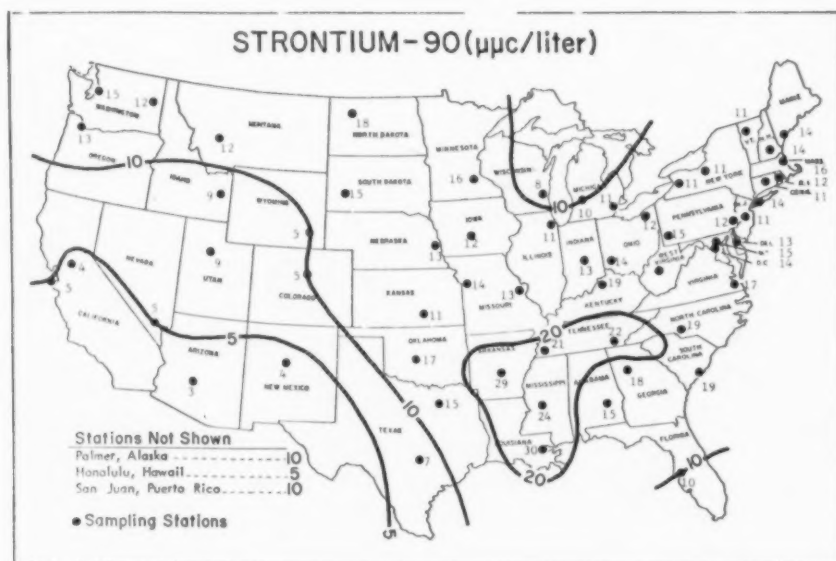 STRONTIUM-90 (μμc/liter)
15
12
WASHINGTON
13
OREGON
10
IDAHO
9
MONTANA
12
18
NORTH DAKOTA
SOUTH DAKOTA
15
WYOMING
5
MINNESOTA
16
WISCONSIN
8
MICHIGAN
10
10
11
11
VT.
N.H.
MAINE
14
14
MASS.
16
R.I.
12
CONN.
11
11
11
NEW YORK
14
PENNSYLVANIA
12
11
15
DEL.
13
15
D.C.
14
NEBRASKA
13
IOWA
12
ILLINOIS
11
INDIANA
13
OHIO
12
14
WEST VIRGINIA
VIRGINIA
17
NEVADA
UTAH
9
COLORADO
5
KANSAS
11
14
MISSOURI
13
19
KENTUCKY
4
5
CALIFORNIA
5
5
ARIZONA
3
4
NEW MEXICO
OKLAHOMA
17
ARKANSAS
29
20
TENNESSEE
21
22
NORTH CAROLINA
19
SOUTH CAROLINA
19
TEXAS
10
15
7
5
LOUISIANA
30
20
MISSISSIPPI
24
ALABAMA
15
18
GEORGIA
FLORIDA
10
10
Stations Not Shown
Palmer, Alaska 10
Honolulu, Hawaii 5
San Juan, Puerto Rico 10
Sampling Stations